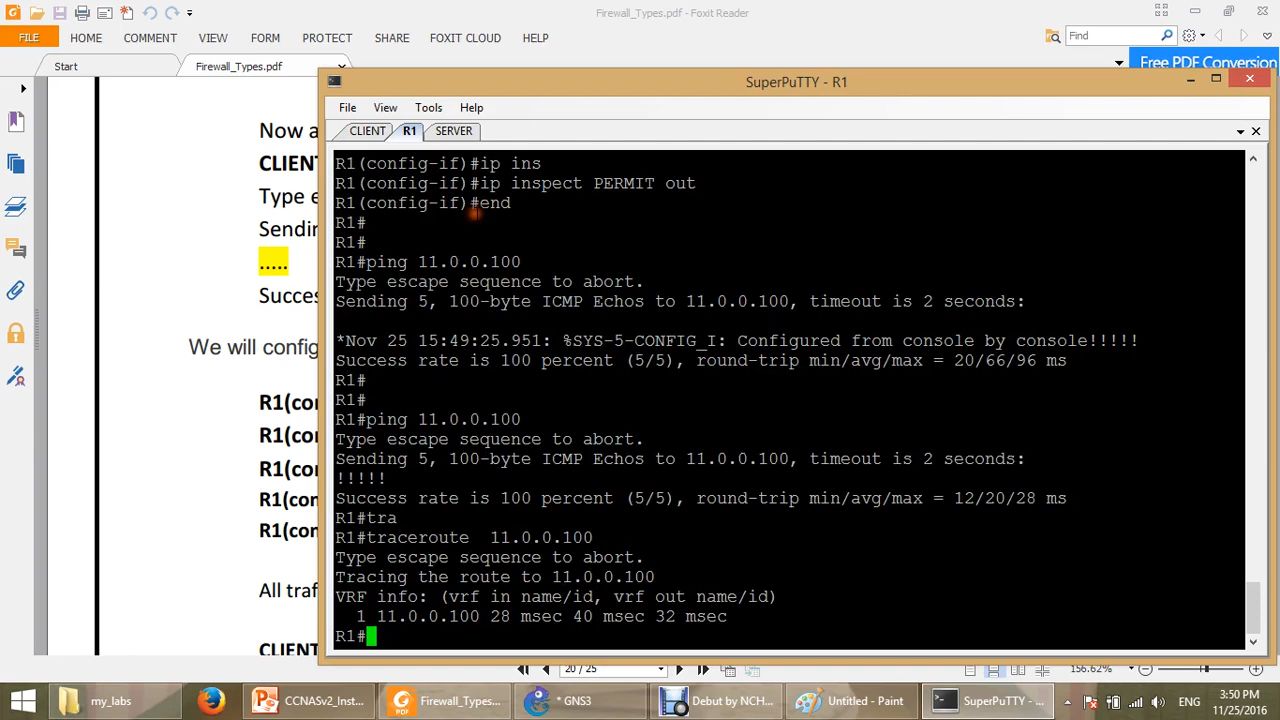 Firewall_Types.pdf - Foxit Reader
FILE HOME COMMENT VIEW FORM PROTECT SHARE FOXIT CLOUD HELP Find
Start Firewall_Types.pdf Free PDF Conversion
SuperPuTTY - R1
File View Tools Help
CLIENT R1 SERVER
Now a
CLIENT
Type e
Sendin
.....
Succes
We will config
R1(con
R1(con
R1(con
R1(con
R1(con
All traf
CLIENT
R1(config-if)#ip ins
R1(config-if)#ip inspect PERMIT out
R1(config-if)#end
R1#
R1#
R1#ping 11.0.0.100
Type escape sequence to abort.
Sending 5, 100-byte ICMP Echos to 11.0.0.100, timeout is 2 seconds:
*Nov 25 15:49:25.951: %SYS-5-CONFIG_I: Configured from console by console!!!!!
Success rate is 100 percent (5/5), round-trip min/avg/max = 20/66/96 ms
R1#
R1#
R1#ping 11.0.0.100
Type escape sequence to abort.
Sending 5, 100-byte ICMP Echos to 11.0.0.100, timeout is 2 seconds:
!!!!!
Success rate is 100 percent (5/5), round-trip min/avg/max = 12/20/28 ms
R1#tra
R1#traceroute  11.0.0.100
Type escape sequence to abort.
Tracing the route to 11.0.0.100
VRF info: (vrf in name/id, vrf out name/id)
1 11.0.0.100 28 msec 40 msec 32 msec
R1#
20 / 25 156.62%
my_labs CCNASv2_Inst... Firewall_Types... * GNS3 Debut by NCH... Untitled - Paint SuperPuTTY - ... ENG 3:50 PM
11/25/2016